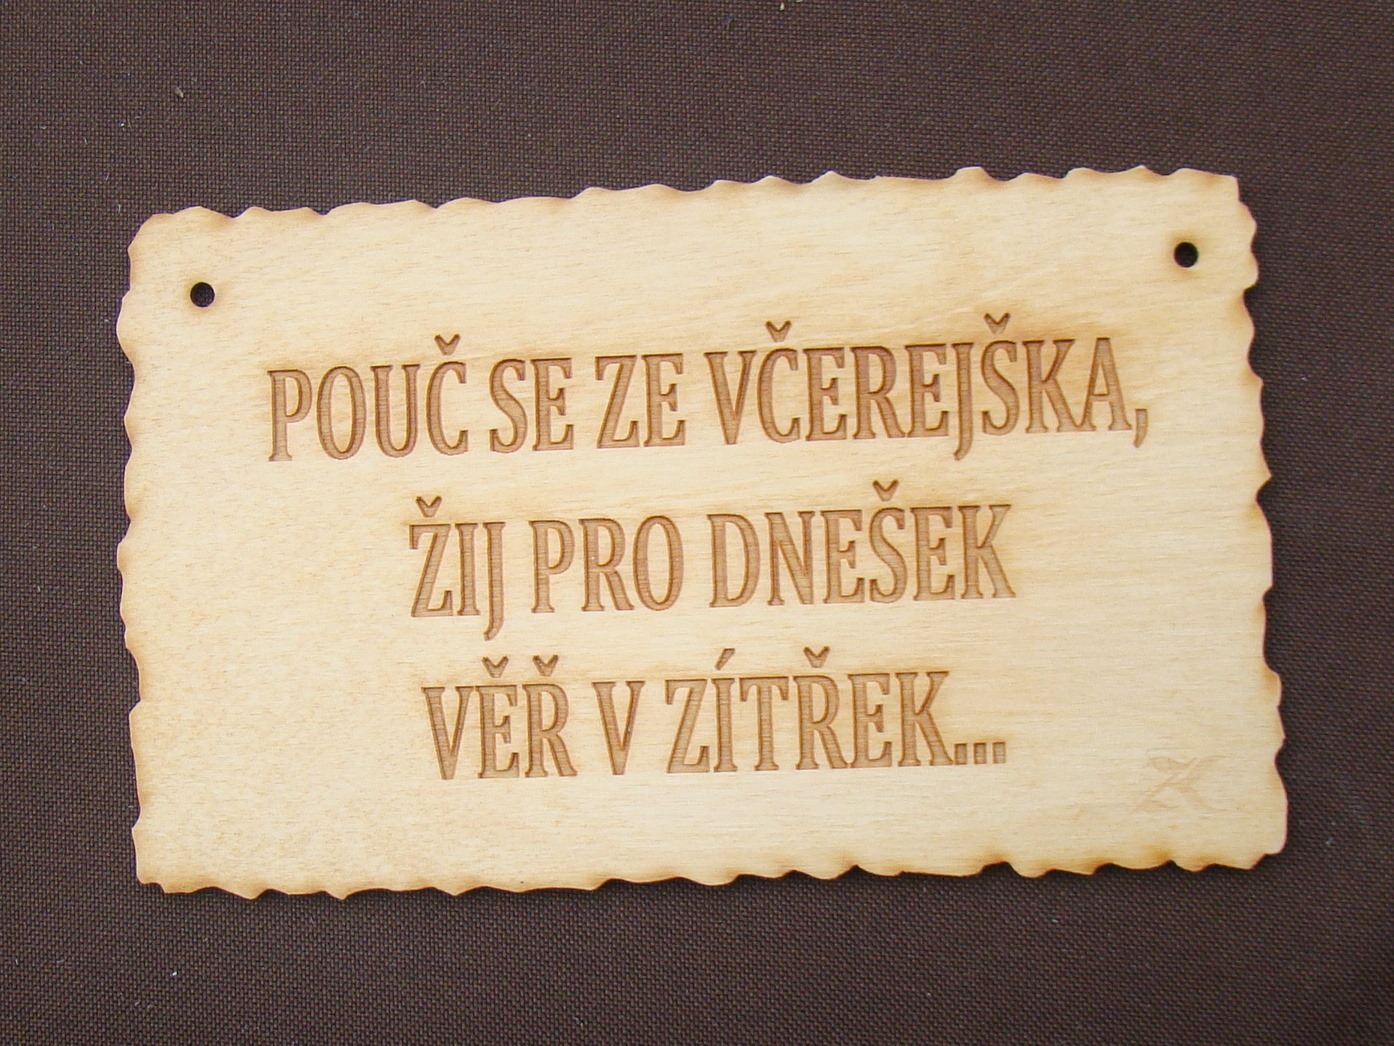 POUČ SE ZE VČEREJŠKA,
ŽIJ PRO DNEŠEK
VĚŘ V ZÍTŘEK...